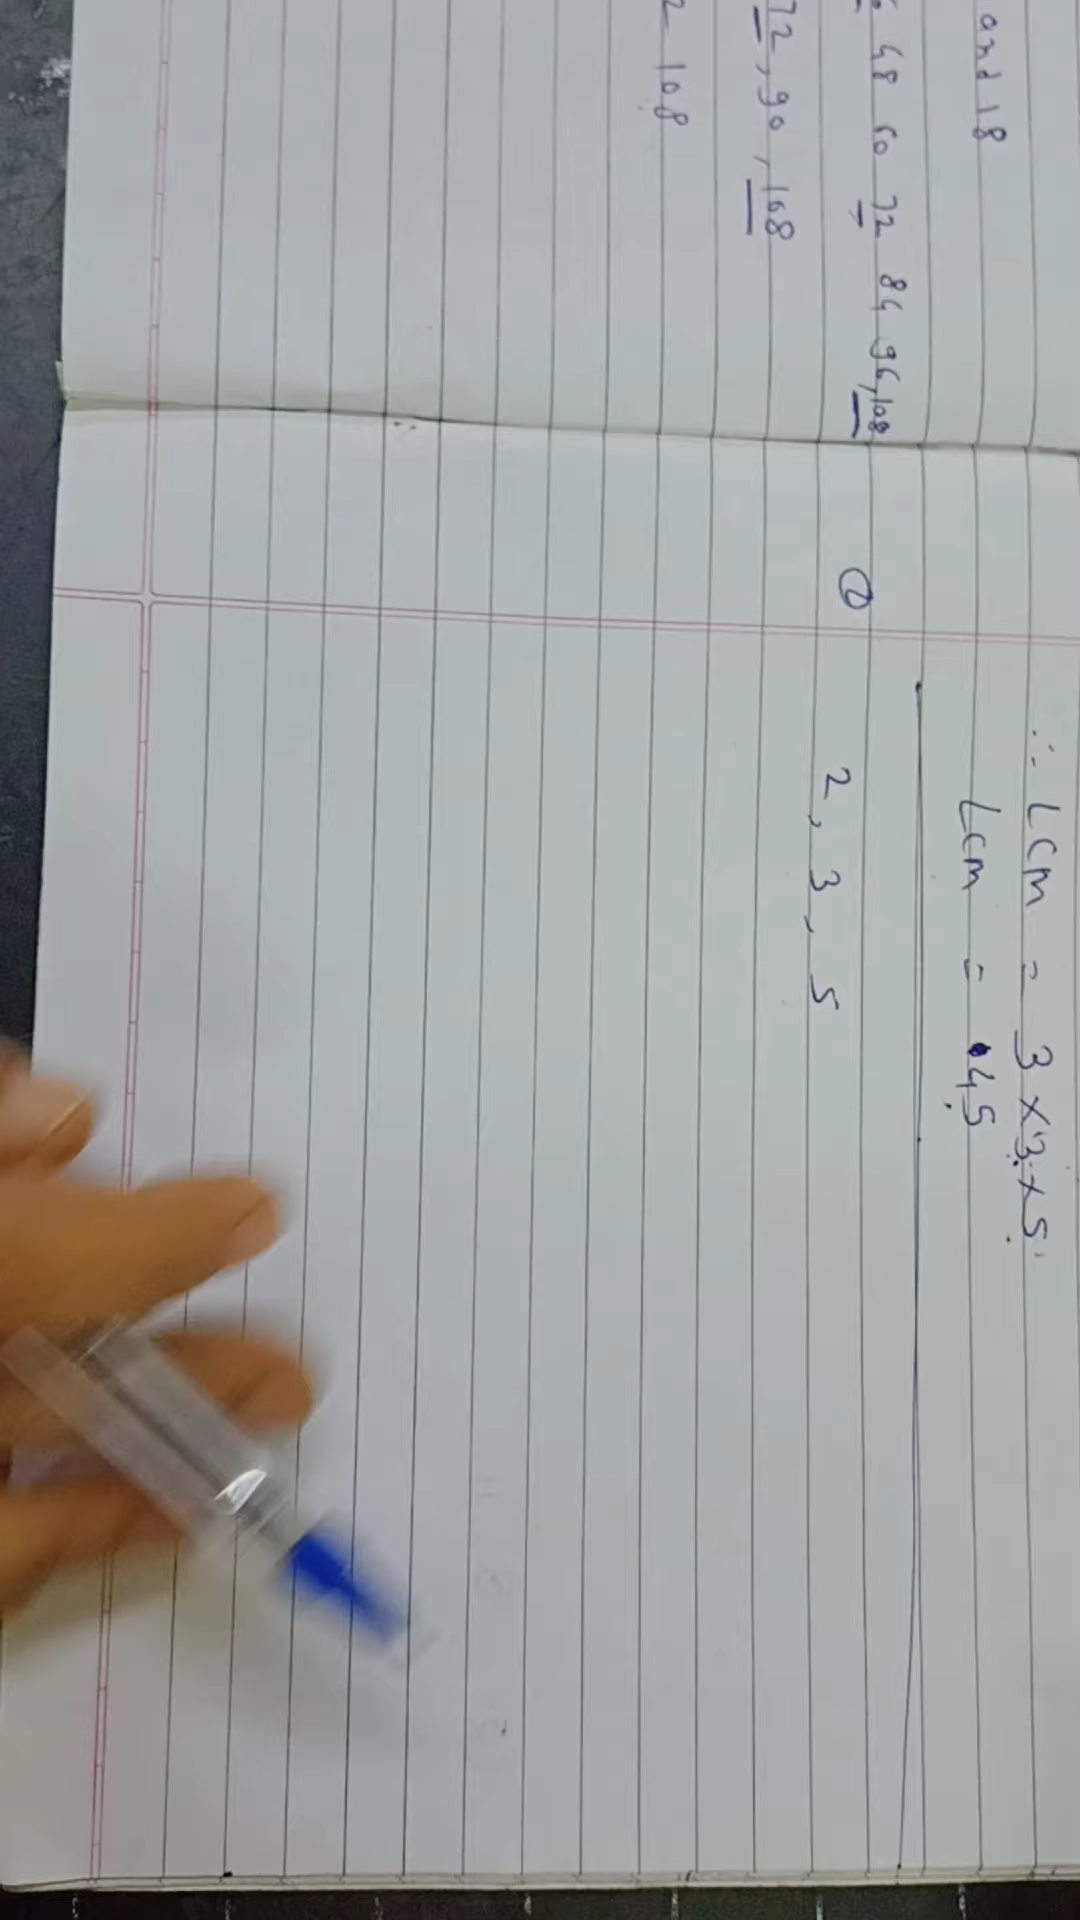 and 18
48 60 72 84 96, 108
72, 90, 108
108
∴ LCM = 3 × 3 × 5
LCM = 45
②
2, 3, 5